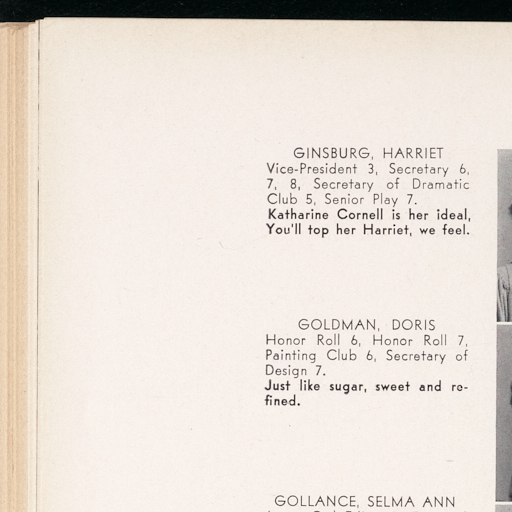 GINSBURG, HARRIET
Vice-President 3, Secretary 6,
7, 8, Secretary of Dramatic
Club 5, Senior Play 7.
Katharine Cornell is her ideal,
You'll top her Harriet, we feel.
GOLDMAN, DORIS
Honor Roll 6, Honor Roll 7,
Painting Club 6, Secretary of
Design 7.
Just like sugar, sweet and re-
fined.
GOLLANCE, SELMA ANN